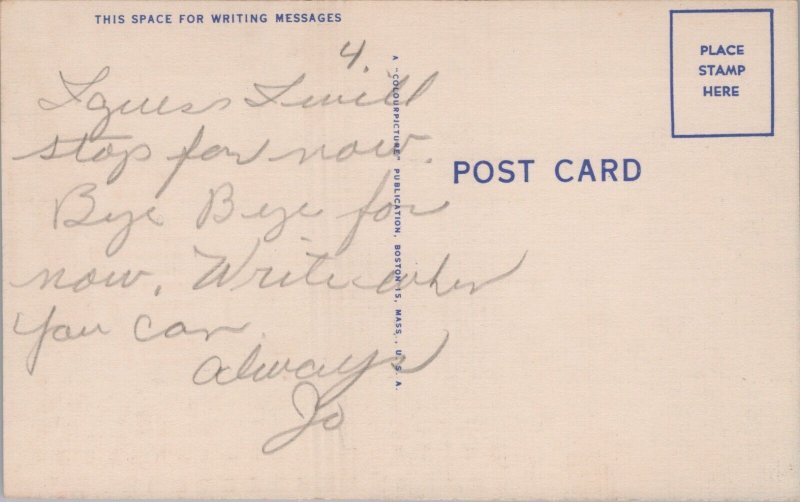 THIS SPACE FOR WRITING MESSAGES
4.
I guess I will
stop for now.
Bye Bye for
now. Write when
you can
always
Jo
A "COLOURPICTURE" PUBLICATION, BOSTON 15, MASS., U.S.A.
POST CARD
PLACE
STAMP
HERE